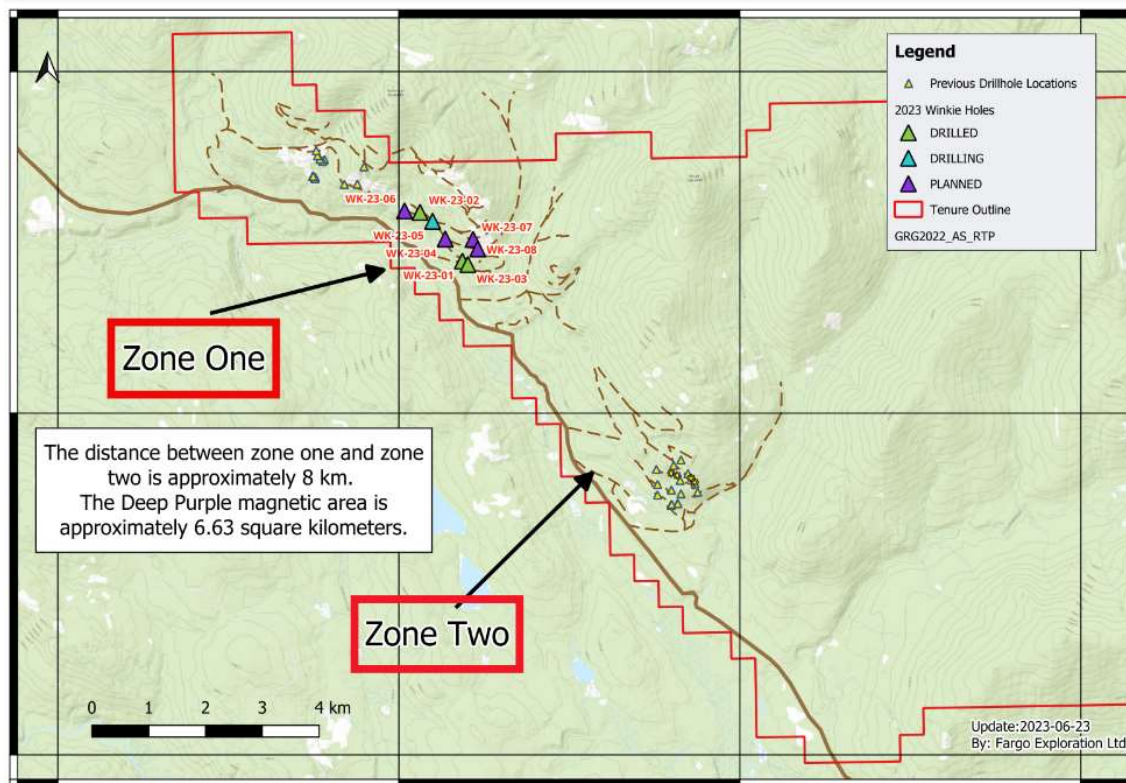 Legend
Previous Drillhole Locations
2023 Winkie Holes
DRILLED
DRILLING
PLANNED
Tenure Outline
GRG2022_AS_RTP
WK-23-06
WK-23-02
WK-23-07
WK-23-05
WK-23-08
WK-23-04
WK-23-01
WK-23-03
Zone One
The distance between zone one and zone
two is approximately 8 km.
The Deep Purple magnetic area is
approximately 6.63 square kilometers.
Zone Two
0 1 2 3 4 km
Update:2023-06-23
By: Fargo Exploration Ltd